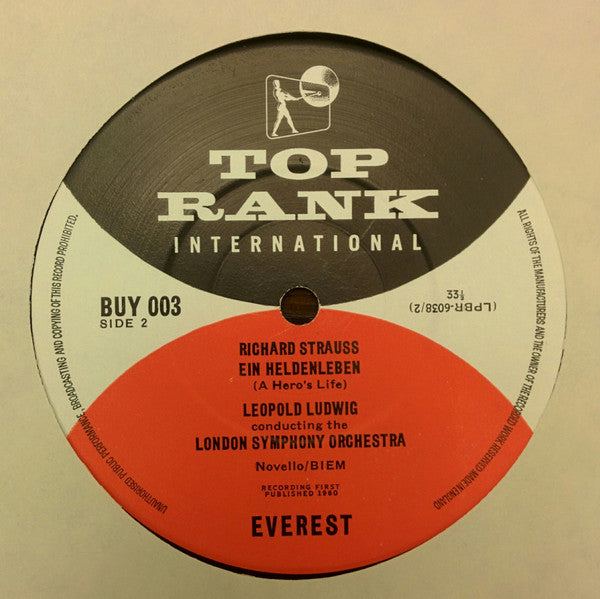 TOP
RANK
INTERNATIONAL
BUY 003
SIDE 2
(LPBR-6038/2)
33⅓
RICHARD STRAUSS
EIN HELDENLEBEN
(A Hero's Life)
LEOPOLD LUDWIG
conducting the
LONDON SYMPHONY ORCHESTRA
Novello/BIEM
RECORDING FIRST
PUBLISHED 1960
EVEREST
ALL RIGHTS OF THE MANUFACTURERS AND THE OWNER OF THE RECORDED WORK RESERVED. MADE IN ENGLAND
UNAUTHORISED PUBLIC PERFORMANCE, BROADCASTING AND COPYING OF THIS RECORD PROHIBITED.